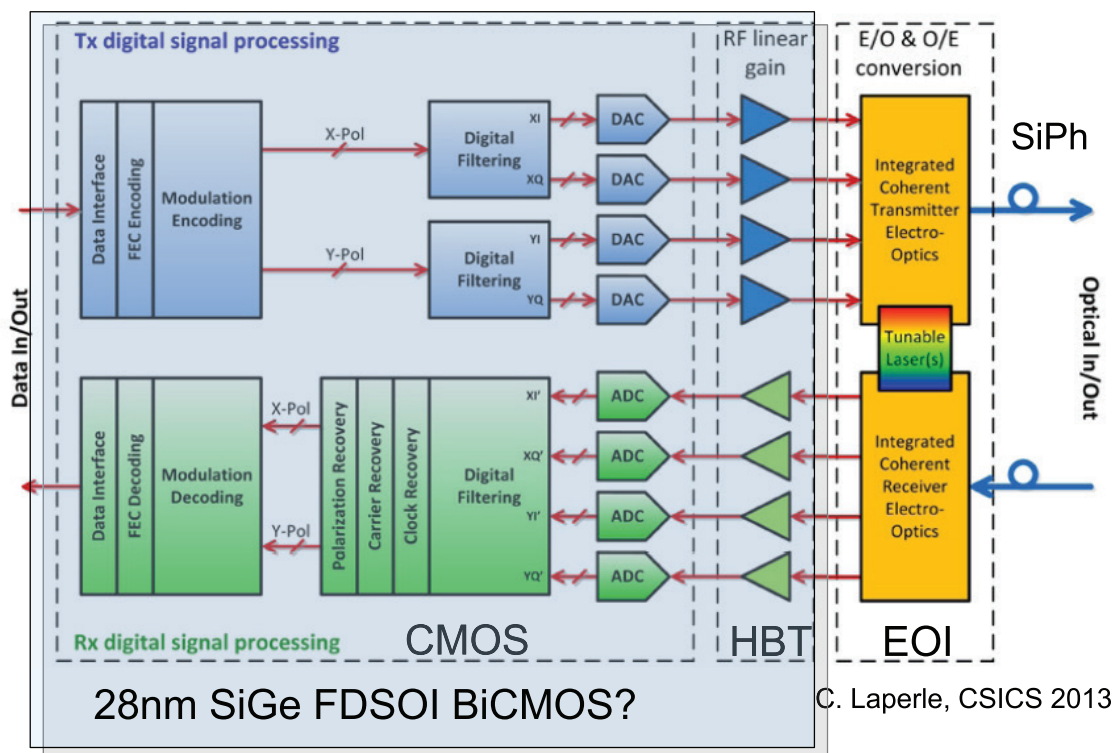 Tx digital signal processing
RF linear
gain
E/O & O/E
conversion
SiPh
Data Interface
FEC Encoding
Modulation
Encoding
X-Pol
Y-Pol
Digital
Filtering
XI
XQ
Digital
Filtering
YI
YQ
DAC
DAC
DAC
DAC
Integrated
Coherent
Transmitter
Electro-
Optics
Tunable
Laser(s)
Data In/Out
Optical In/Out
Data Interface
FEC Decoding
Modulation
Decoding
X-Pol
Y-Pol
Polarization Recovery
Carrier Recovery
Clock Recovery
Digital
Filtering
XI'
XQ'
YI'
YQ'
ADC
ADC
ADC
ADC
Integrated
Coherent
Receiver
Electro-
Optics
Rx digital signal processing
CMOS
HBT
EOI
28nm SiGe FDSOI BiCMOS?
C. Laperle, CSICS 2013